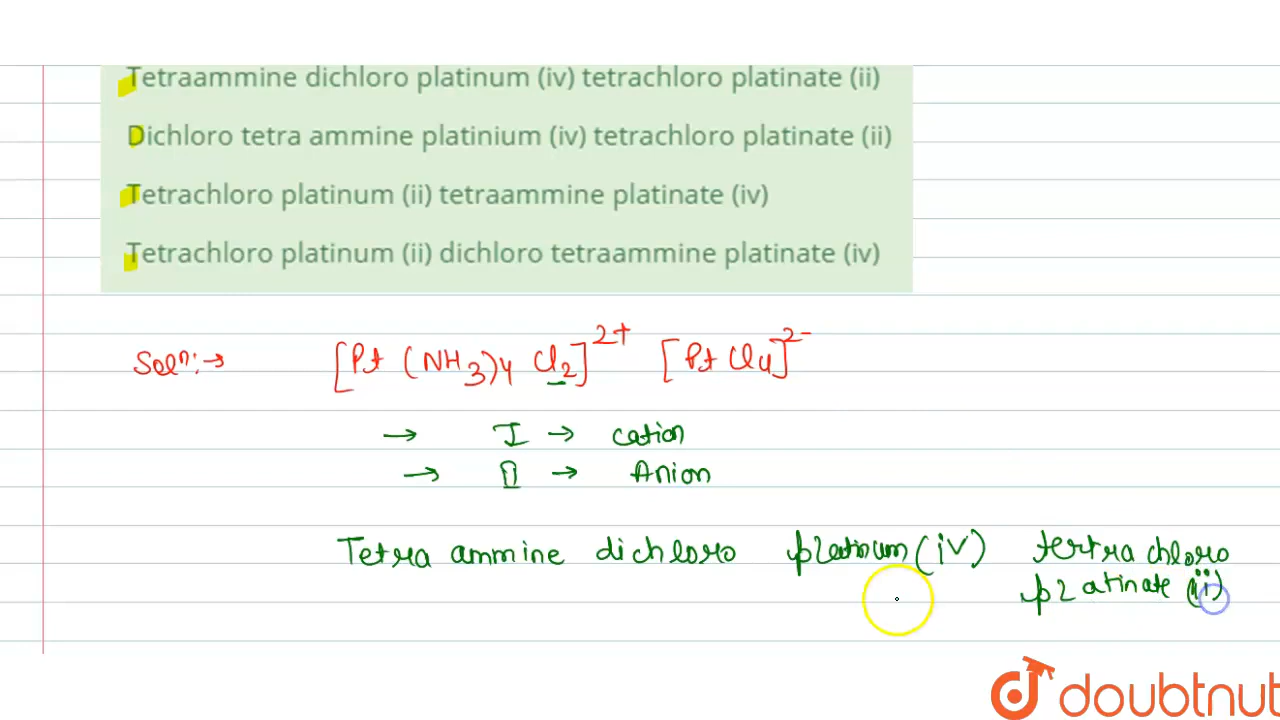 Tetraammine dichloro platinum (iv) tetrachloro platinate (ii)
Dichloro tetra ammine platinium (iv) tetrachloro platinate (ii)
Tetrachloro platinum (ii) tetraammine platinate (iv)
Tetrachloro platinum (ii) dichloro tetraammine platinate (iv)
Solⁿ:→ [Pt (NH₃)₄ Cl₂]²⁺ [Pt Cl₄]²⁻
→ I → cation
→ II → Anion
Tetra ammine dichloro platinum (iv) tertra chloro
platinate (ii)
doubtnut